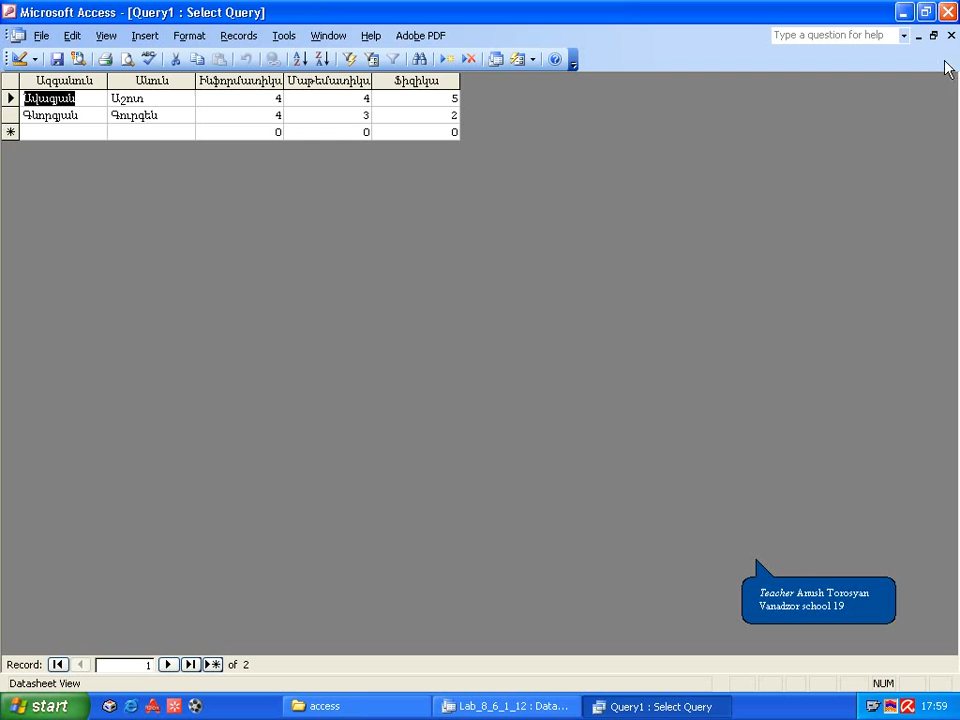 Microsoft Access - [Query1 : Select Query]
File Edit View Insert Format Records Tools Window Help Adobe PDF
Type a question for help
Ազգանուն Անուն Ինֆորմատիկա Մաթեմատիկա Ֆիզիկա
Ավագյան Աշոտ 4 4 5
Գևորգյան Գուրգեն 4 3 2
0 0 0
Teacher Anush Torosyan
Vanadzor school 19
Record: 1 of 2
Datasheet View NUM
start access Lab_8_6_1_12 : Data... Query1 : Select Query 17:59